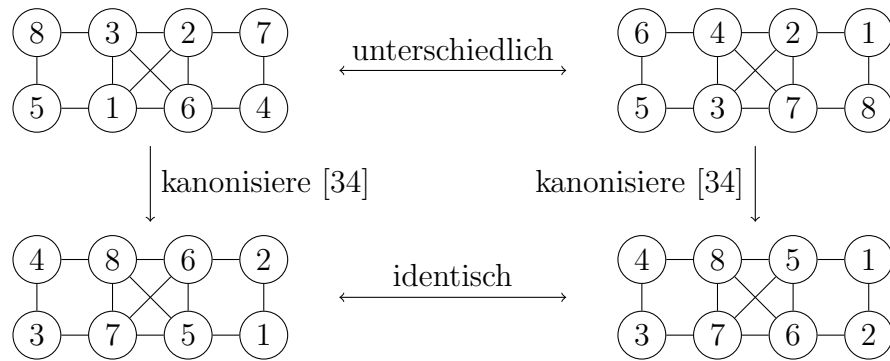 8 3 2 7
5 1 6 4
unterschiedlich
6 4 2 1
5 3 7 8
kanonisiere [34]
kanonisiere [34]
4 8 6 2
3 7 5 1
identisch
4 8 5 1
3 7 6 2